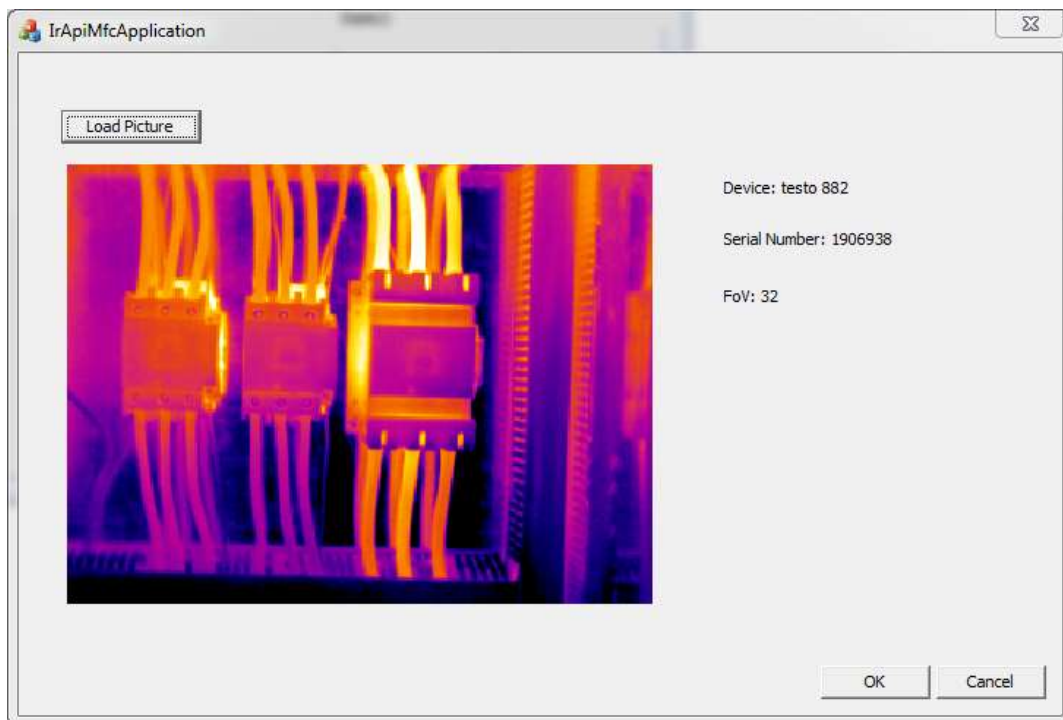 IrApiMfcApplication
Load Picture
Device: testo 882
Serial Number: 1906938
FoV: 32
OK
Cancel